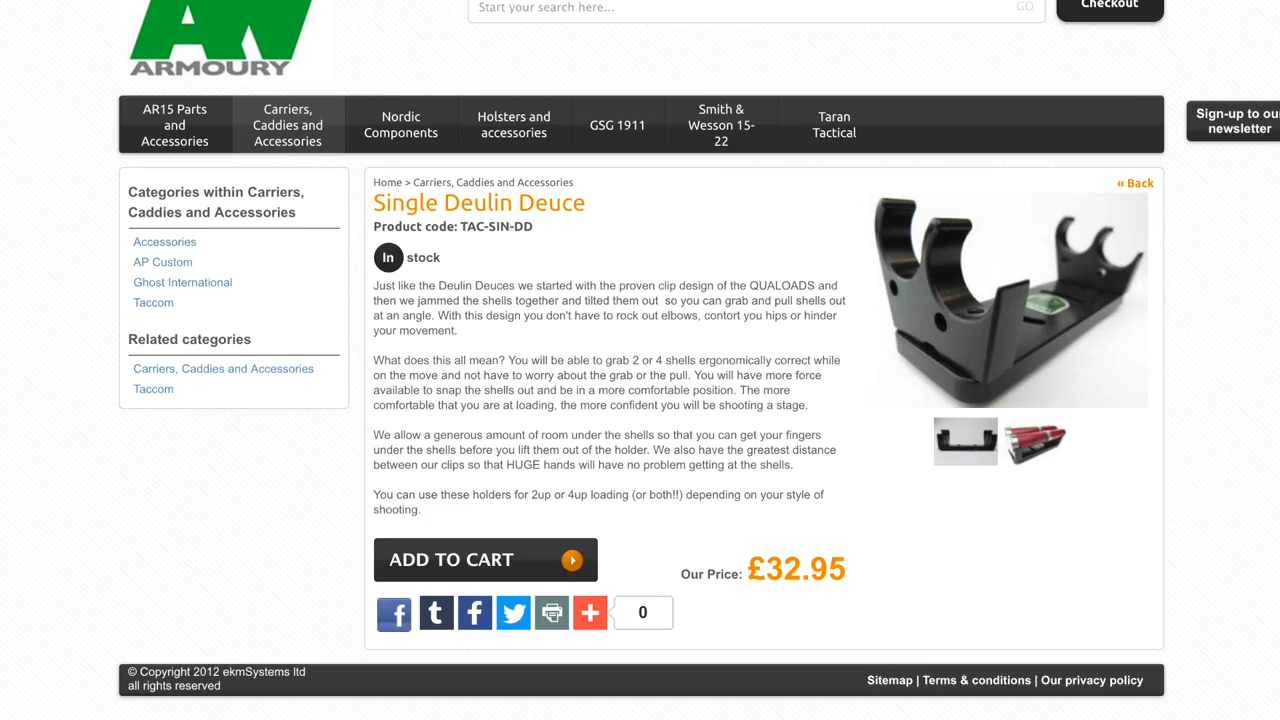 Start your search here...
GO
Checkout
ARMOURY
AR15 Parts
and
Accessories
Carriers,
Caddies and
Accessories
Nordic
Components
Holsters and
accessories
GSG 1911
Smith &
Wesson 15-
22
Taran
Tactical
Sign-up to our
newsletter
Categories within Carriers,
Caddies and Accessories
Accessories
AP Custom
Ghost International
Taccom
Related categories
Carriers, Caddies and Accessories
Taccom
Home > Carriers, Caddies and Accessories
« Back
Single Deulin Deuce
Product code: TAC-SIN-DD
In stock
Just like the Deulin Deuces we started with the proven clip design of the QUALOADS and
then we jammed the shells together and tilted them out  so you can grab and pull shells out
at an angle. With this design you don't have to rock out elbows, contort you hips or hinder
your movement.
What does this all mean? You will be able to grab 2 or 4 shells ergonomically correct while
on the move and not have to worry about the grab or the pull. You will have more force
available to snap the shells out and be in a more comfortable position. The more
comfortable that you are at loading, the more confident you will be shooting a stage.
We allow a generous amount of room under the shells so that you can get your fingers
under the shells before you lift them out of the holder. We also have the greatest distance
between our clips so that HUGE hands will have no problem getting at the shells.
You can use these holders for 2up or 4up loading (or both!!) depending on your style of
shooting.
ADD TO CART
Our Price: £32.95
0
© Copyright 2012 ekmSystems ltd
all rights reserved
Sitemap | Terms & conditions | Our privacy policy